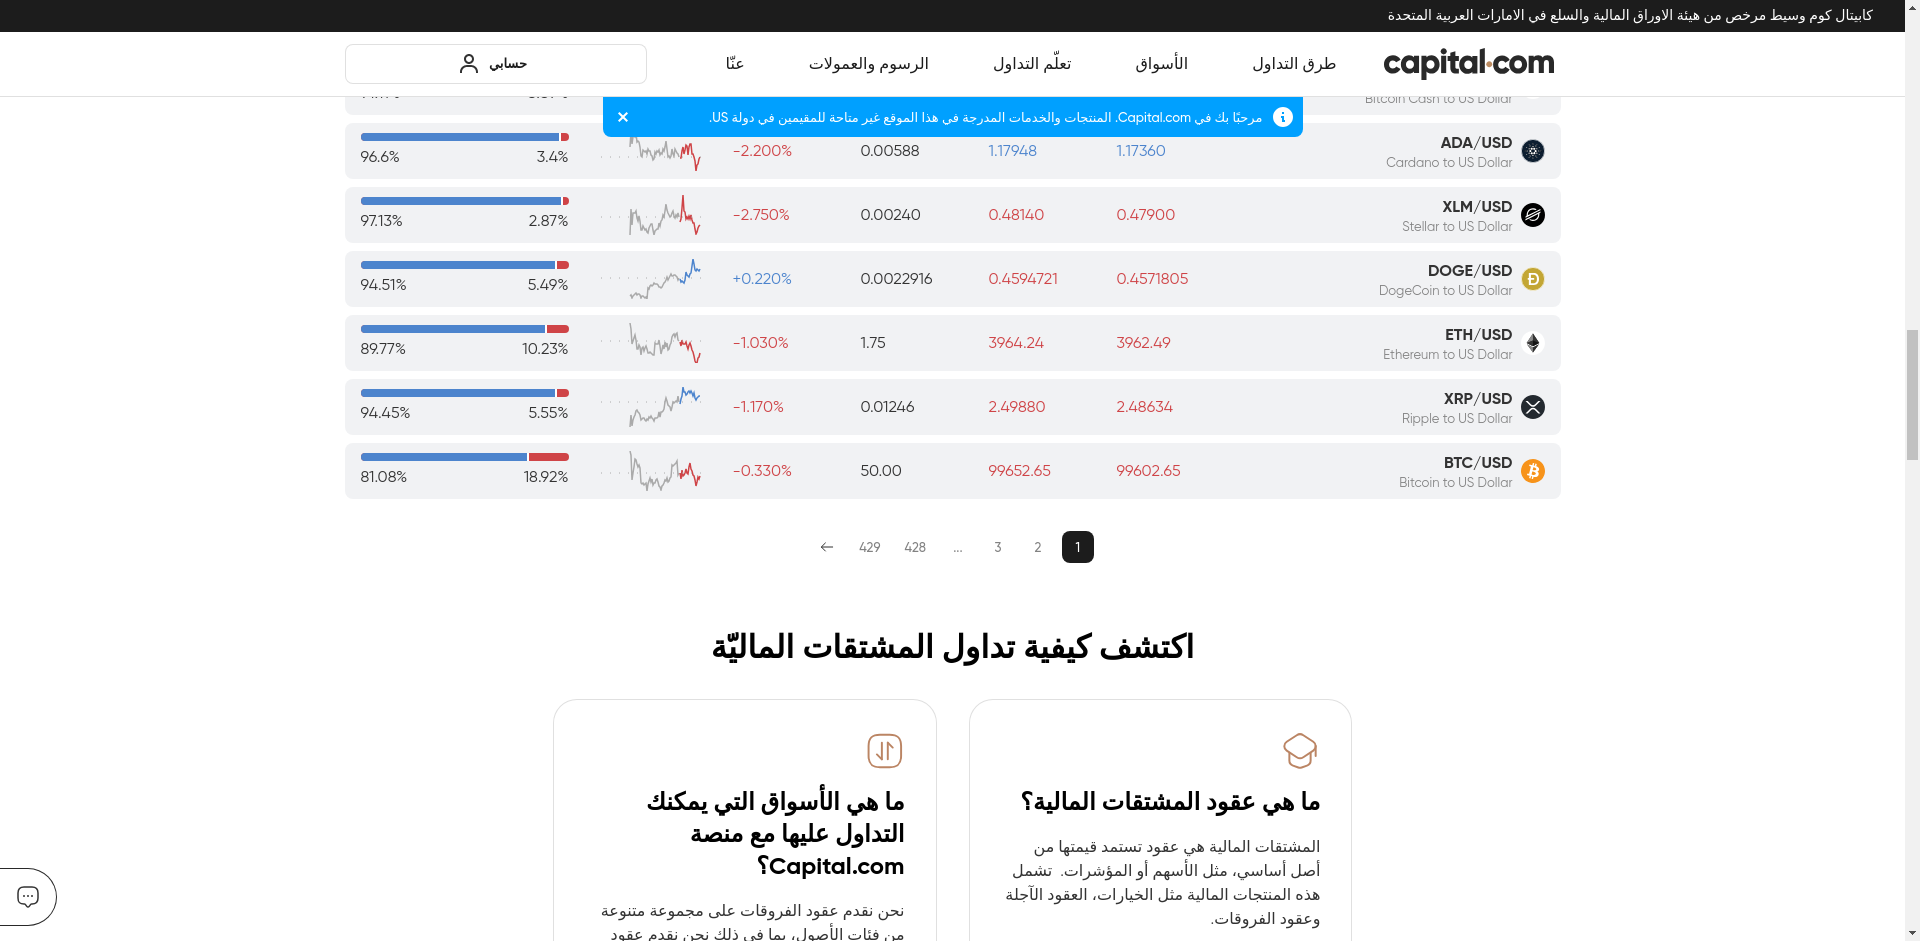 كابيتال كوم وسيط مرخص من هيئة الاوراق المالية والسلع في الامارات العربية المتحدة
capital.com
طرق التداول
الأسواق
تعلّم التداول
الرسوم والعمولات
عنّا
حسابي
مرحبًا بك في Capital.com. المنتجات والخدمات المدرجة في هذا الموقع غير متاحة للمقيمين في دولة US.
Bitcoin Cash to US Dollar
ADA/USD
Cardano to US Dollar
1.17360
1.17948
0.00588
-2.200%
3.4%
96.6%
XLM/USD
Stellar to US Dollar
0.47900
0.48140
0.00240
-2.750%
2.87%
97.13%
DOGE/USD
DogeCoin to US Dollar
0.4571805
0.4594721
0.0022916
+0.220%
5.49%
94.51%
ETH/USD
Ethereum to US Dollar
3962.49
3964.24
1.75
-1.030%
10.23%
89.77%
XRP/USD
Ripple to US Dollar
2.48634
2.49880
0.01246
-1.170%
5.55%
94.45%
BTC/USD
Bitcoin to US Dollar
99602.65
99652.65
50.00
-0.330%
18.92%
81.08%
1
2
3
...
428
429
اكتشف كيفية تداول المشتقات الماليّة
ما هي عقود المشتقات المالية؟
المشتقات المالية هي عقود تستمد قيمتها من
أصل أساسي، مثل الأسهم أو المؤشرات. تشمل
هذه المنتجات المالية مثل الخيارات، العقود الآجلة
وعقود الفروقات.
ما هي الأسواق التي يمكنك
التداول عليها مع منصة
Capital.com؟
نحن نقدم عقود الفروقات على مجموعة متنوعة
من فئات الأصول، بما في ذلك نحن نقدم عقود